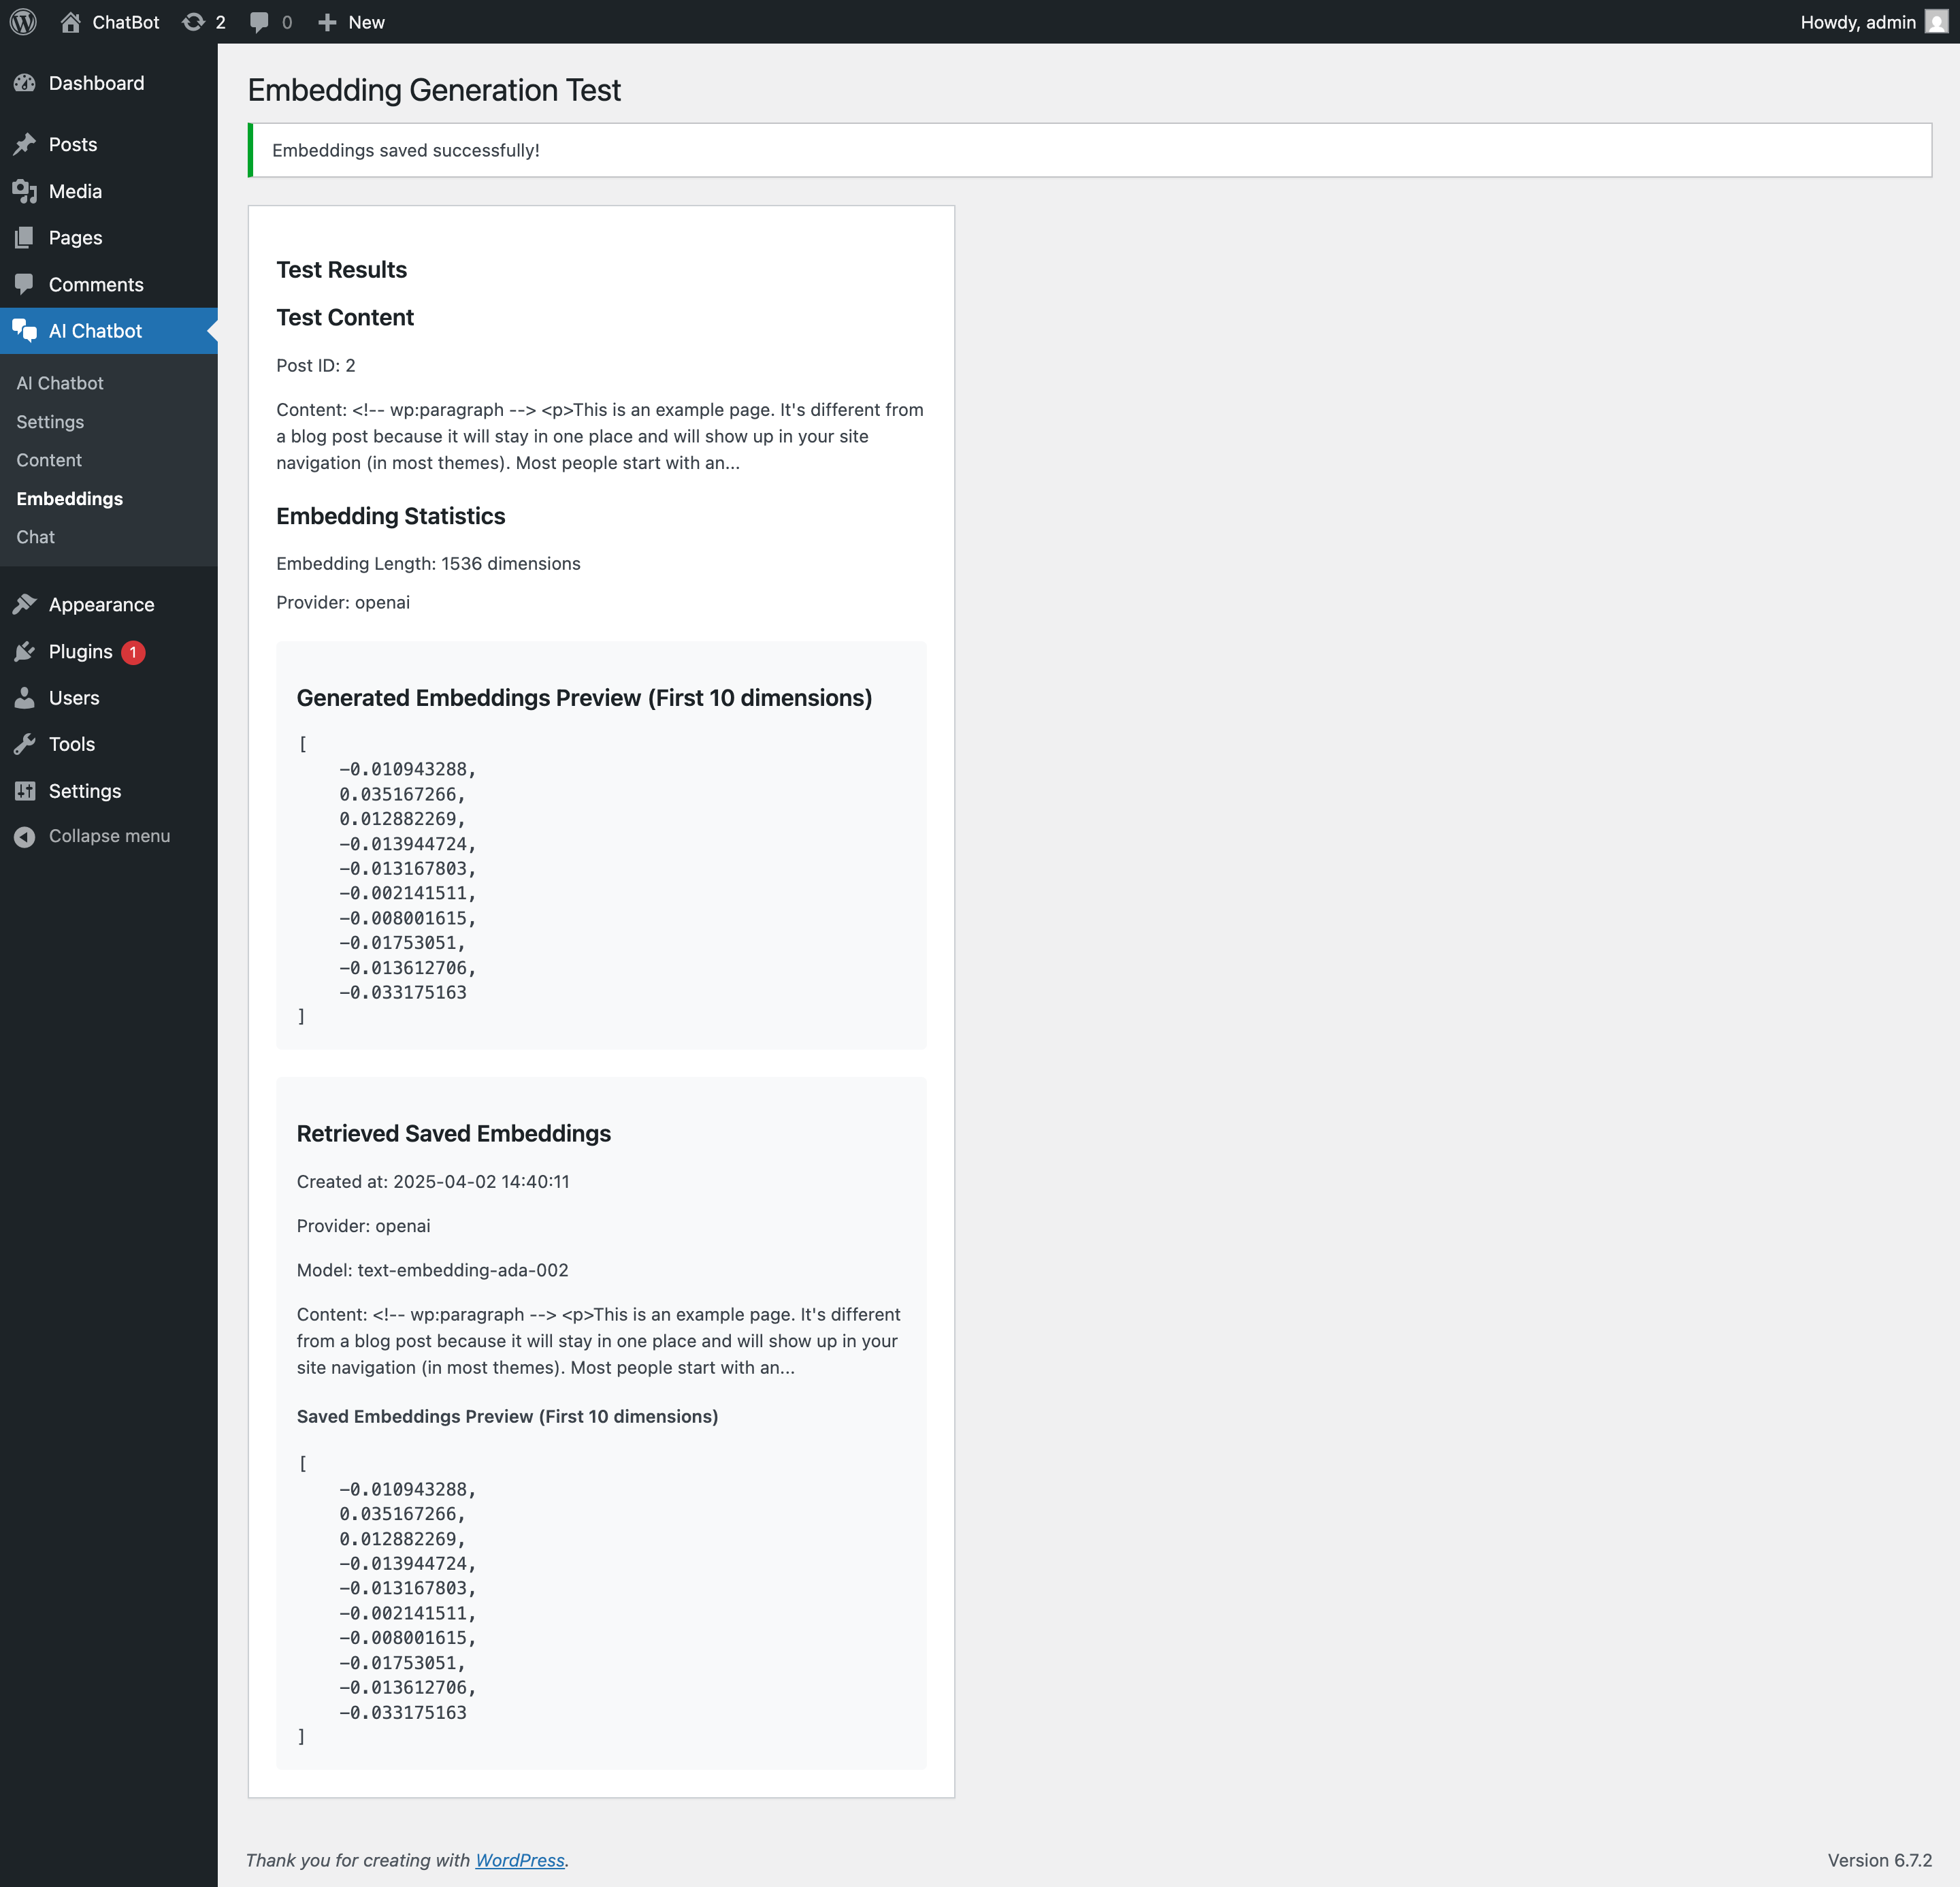 ChatBot 2 0 New Howdy, admin
Dashboard
Posts
Media
Pages
Comments
AI Chatbot
AI Chatbot
Settings
Content
Embeddings
Chat
Appearance
Plugins 1
Users
Tools
Settings
Collapse menu
Embedding Generation Test
Embeddings saved successfully!
Test Results
Test Content
Post ID: 2
Content: <!-- wp:paragraph --> <p>This is an example page. It's different from
a blog post because it will stay in one place and will show up in your site
navigation (in most themes). Most people start with an...
Embedding Statistics
Embedding Length: 1536 dimensions
Provider: openai
Generated Embeddings Preview (First 10 dimensions)
[
-0.010943288,
0.035167266,
0.012882269,
-0.013944724,
-0.013167803,
-0.002141511,
-0.008001615,
-0.01753051,
-0.013612706,
-0.033175163
]
Retrieved Saved Embeddings
Created at: 2025-04-02 14:40:11
Provider: openai
Model: text-embedding-ada-002
Content: <!-- wp:paragraph --> <p>This is an example page. It's different
from a blog post because it will stay in one place and will show up in your
site navigation (in most themes). Most people start with an...
Saved Embeddings Preview (First 10 dimensions)
[
-0.010943288,
0.035167266,
0.012882269,
-0.013944724,
-0.013167803,
-0.002141511,
-0.008001615,
-0.01753051,
-0.013612706,
-0.033175163
]
Thank you for creating with WordPress.
Version 6.7.2